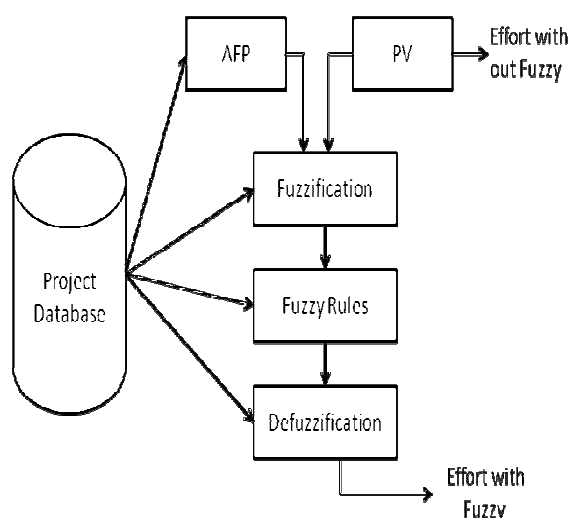 AFP
PV
Effort with
out Fuzzy
Fuzzification
Project
Database
Fuzzy Rules
Defuzzification
Effort with
Fuzzy